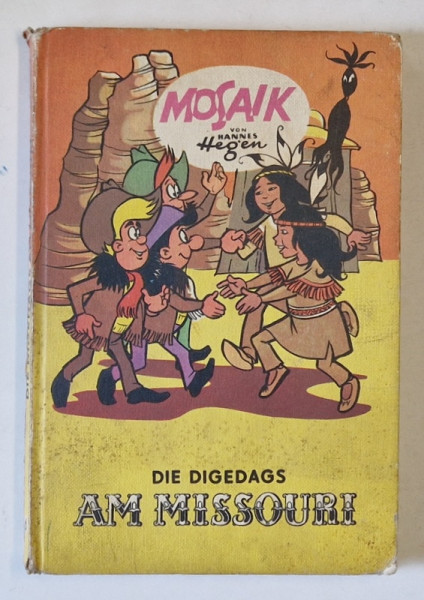 MOSAIK
VON
HANNES
Hegen
DIE DIGEDAGS
AM MISSOURI